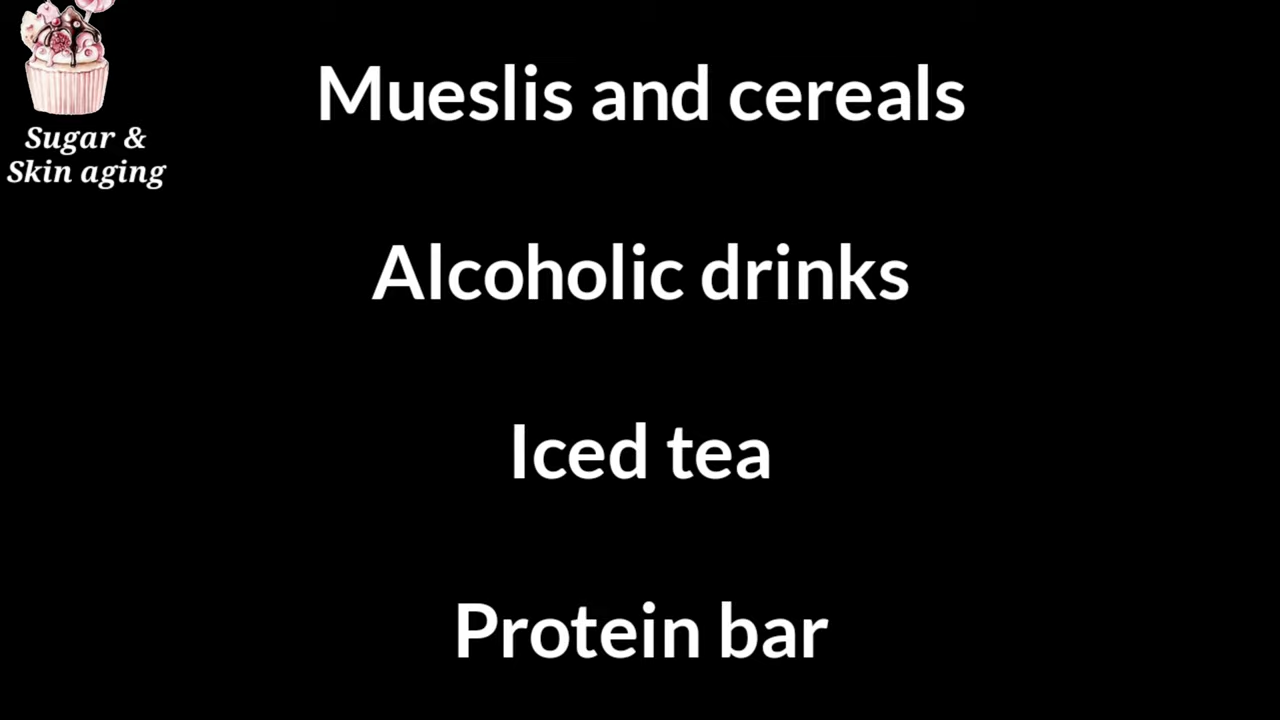 Sugar &
Skin aging
Mueslis and cereals
Alcoholic drinks
Iced tea
Protein bar